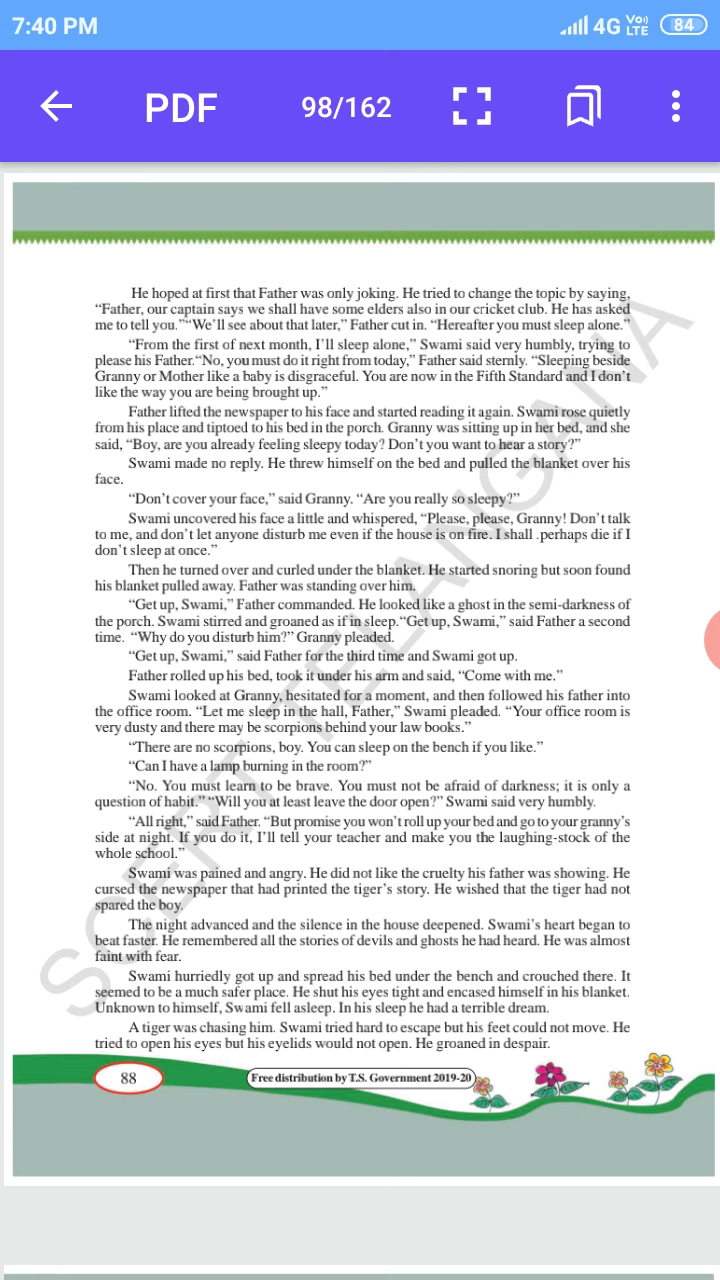 7:40 PM
4G Vo)) LTE 84
PDF 98/162
He hoped at first that Father was only joking. He tried to change the topic by saying,
“Father, our captain says we shall have some elders also in our cricket club. He has asked
me to tell you.”“We’ll see about that later,” Father cut in. “Hereafter you must sleep alone.”
“From the first of next month, I’ll sleep alone,” Swami said very humbly, trying to
please his Father.“No, you must do it right from today,” Father said sternly. “Sleeping beside
Granny or Mother like a baby is disgraceful. You are now in the Fifth Standard and I don’t
like the way you are being brought up.”
Father lifted the newspaper to his face and started reading it again. Swami rose quietly
from his place and tiptoed to his bed in the porch. Granny was sitting up in her bed, and she
said, “Boy, are you already feeling sleepy today? Don’t you want to hear a story?”
Swami made no reply. He threw himself on the bed and pulled the blanket over his
face.
“Don’t cover your face,” said Granny. “Are you really so sleepy?”
Swami uncovered his face a little and whispered, “Please, please, Granny! Don’t talk
to me, and don’t let anyone disturb me even if the house is on fire. I shall .perhaps die if I
don’t sleep at once.”
Then he turned over and curled under the blanket. He started snoring but soon found
his blanket pulled away. Father was standing over him.
“Get up, Swami,” Father commanded. He looked like a ghost in the semi-darkness of
the porch. Swami stirred and groaned as if in sleep.“Get up, Swami,” said Father a second
time. “Why do you disturb him?” Granny pleaded.
“Get up, Swami,” said Father for the third time and Swami got up.
Father rolled up his bed, took it under his arm and said, “Come with me.”
Swami looked at Granny, hesitated for a moment, and then followed his father into
the office room. “Let me sleep in the hall, Father,” Swami pleaded. “Your office room is
very dusty and there may be scorpions behind your law books.”
“There are no scorpions, boy. You can sleep on the bench if you like.”
“Can I have a lamp burning in the room?”
“No. You must learn to be brave. You must not be afraid of darkness; it is only a
question of habit.” “Will you at least leave the door open?” Swami said very humbly.
“All right,” said Father. “But promise you won’t roll up your bed and go to your granny’s
side at night. If you do it, I’ll tell your teacher and make you the laughing-stock of the
whole school.”
Swami was pained and angry. He did not like the cruelty his father was showing. He
cursed the newspaper that had printed the tiger’s story. He wished that the tiger had not
spared the boy.
The night advanced and the silence in the house deepened. Swami’s heart began to
beat faster. He remembered all the stories of devils and ghosts he had heard. He was almost
faint with fear.
Swami hurriedly got up and spread his bed under the bench and crouched there. It
seemed to be a much safer place. He shut his eyes tight and encased himself in his blanket.
Unknown to himself, Swami fell asleep. In his sleep he had a terrible dream.
A tiger was chasing him. Swami tried hard to escape but his feet could not move. He
tried to open his eyes but his eyelids would not open. He groaned in despair.
SCERT TELANGANA
88
Free distribution by T.S. Government 2019-20